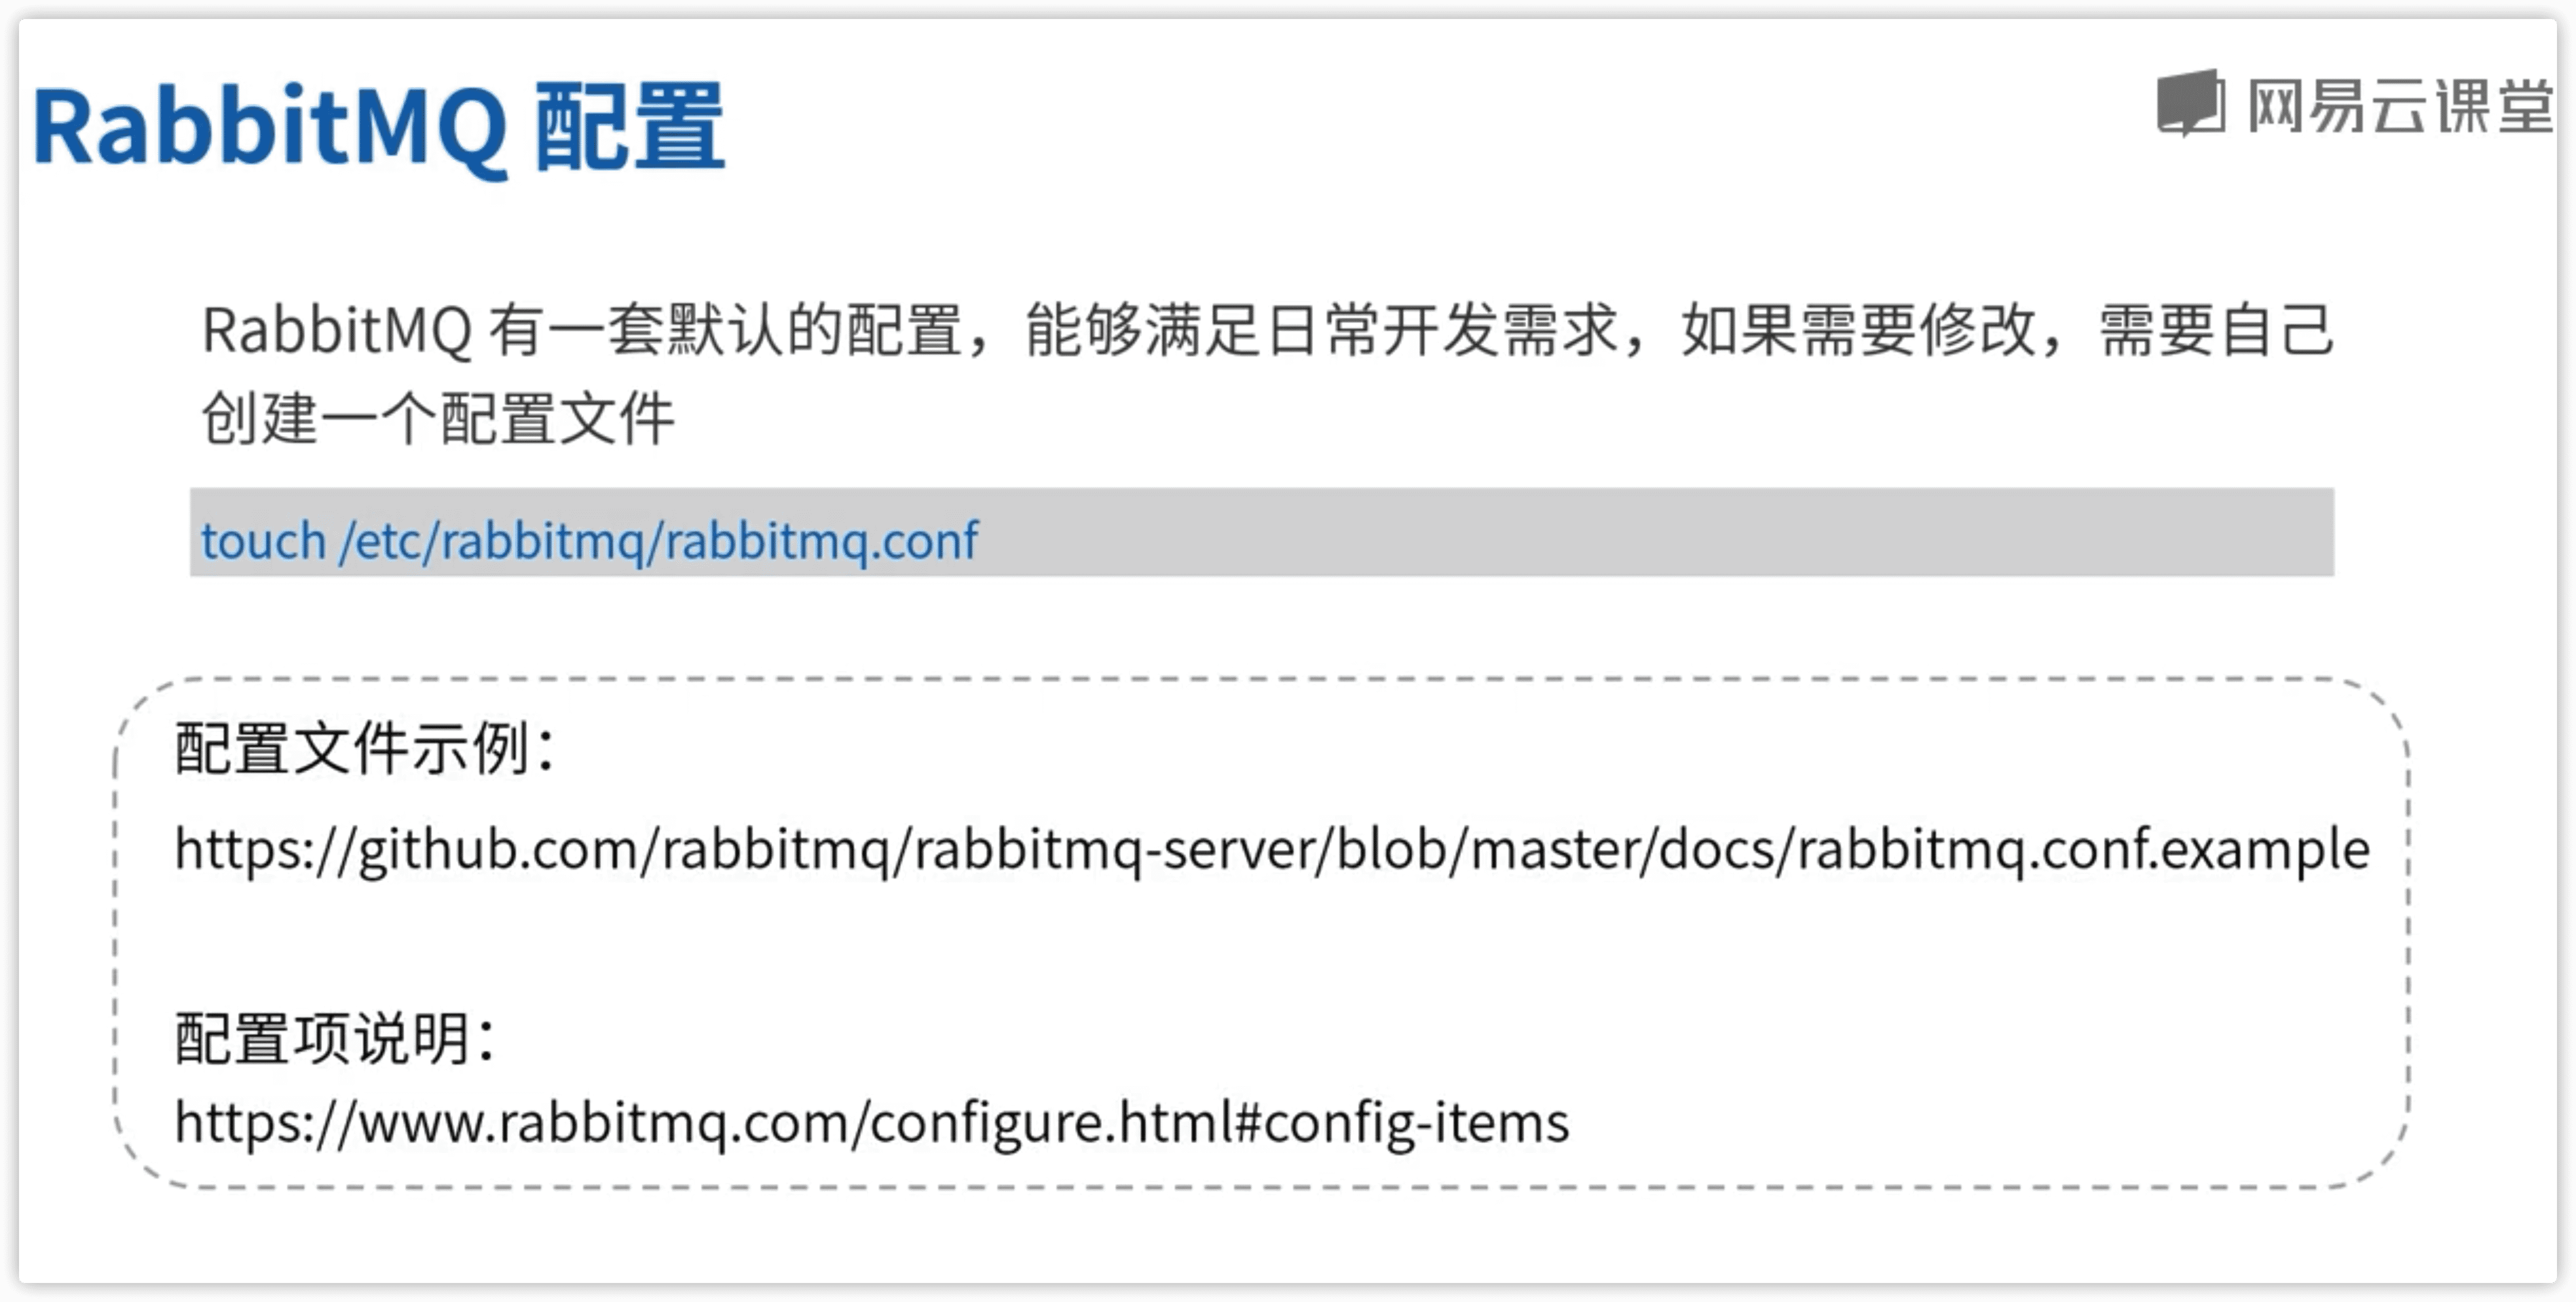 RabbitMQ 配置
网易云课堂
RabbitMQ 有一套默认的配置，能够满足日常开发需求，如果需要修改，需要自己
创建一个配置文件
touch /etc/rabbitmq/rabbitmq.conf
配置文件示例：
https://github.com/rabbitmq/rabbitmq-server/blob/master/docs/rabbitmq.conf.example
配置项说明：
https://www.rabbitmq.com/configure.html#config-items